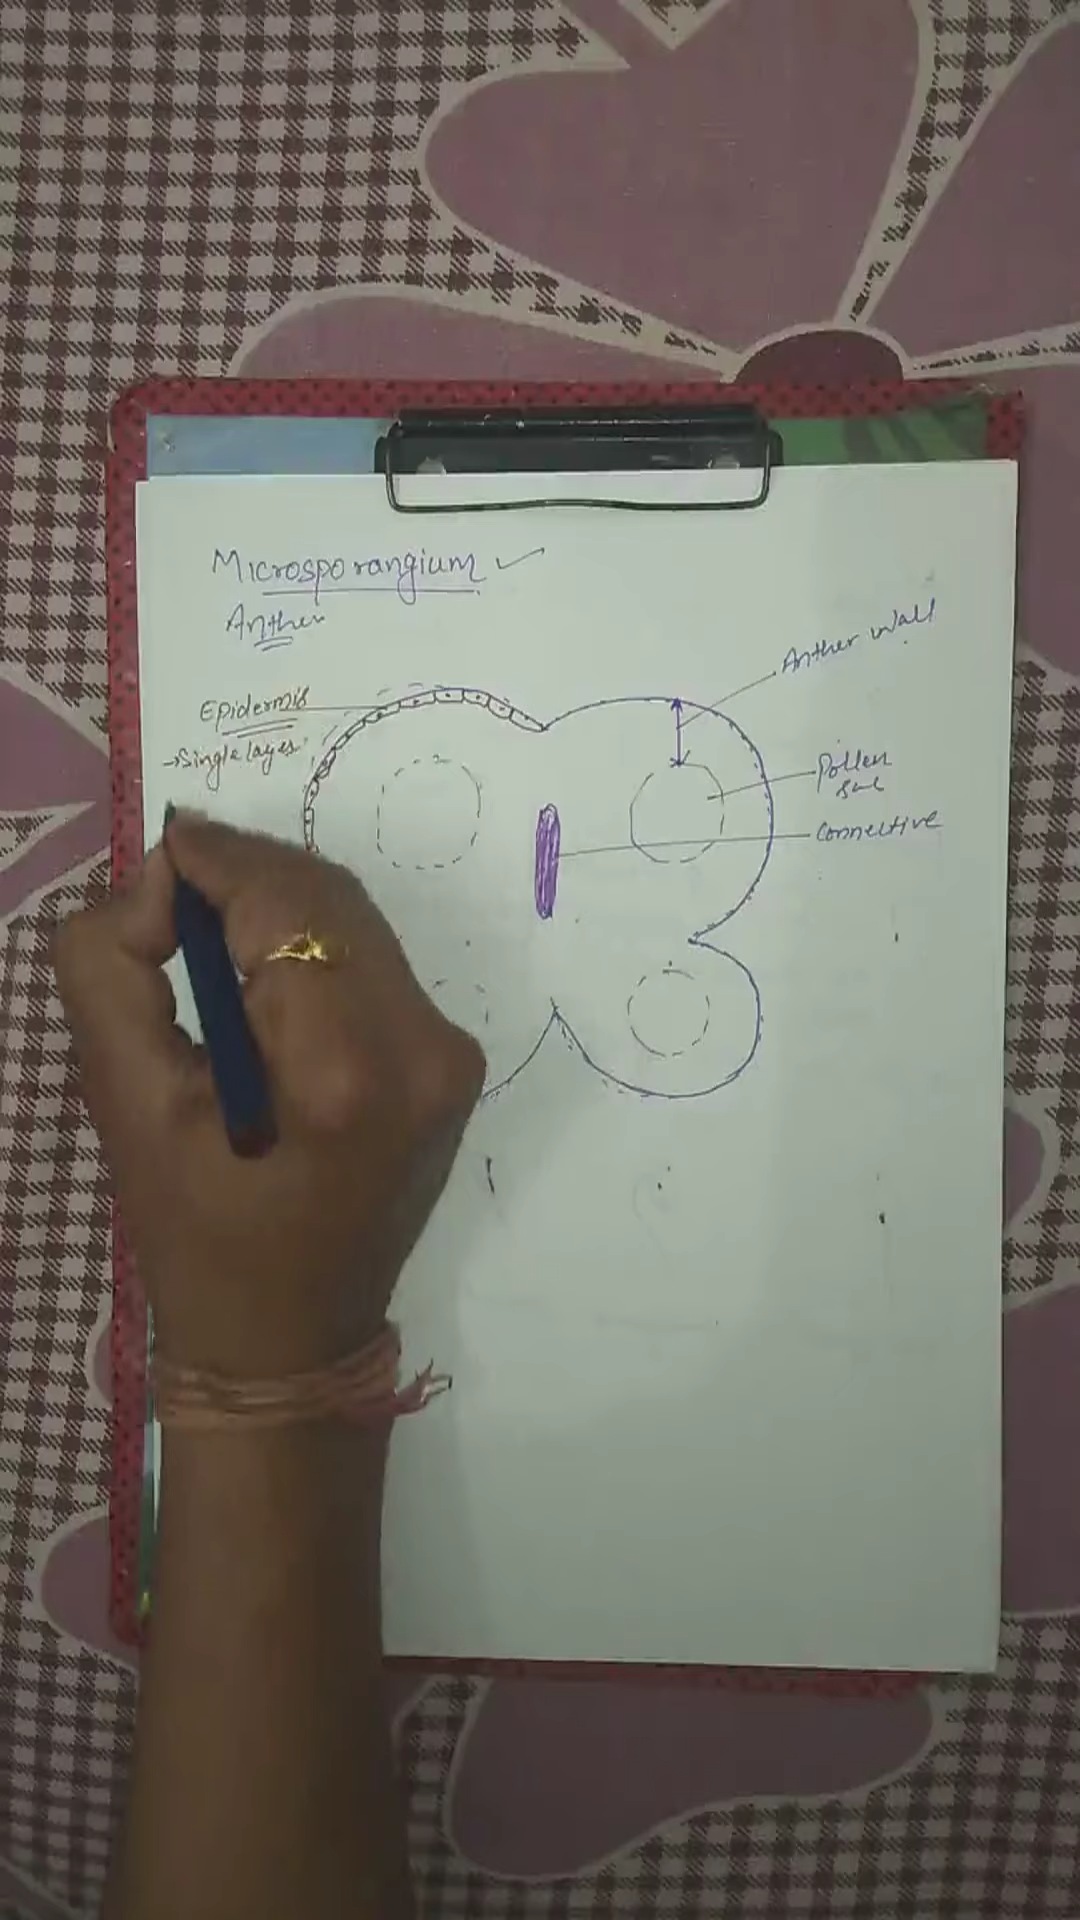 Microsporangium
Anther
Anther wall
Epidermis
→Single layer
Pollen
sac
Connective